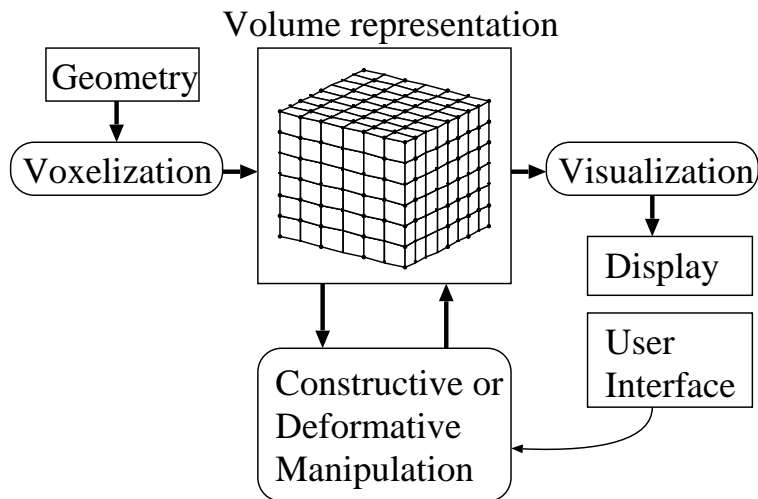 Volume representation
Geometry
Voxelization
Visualization
Display
User
Interface
Constructive or
Deformative
Manipulation